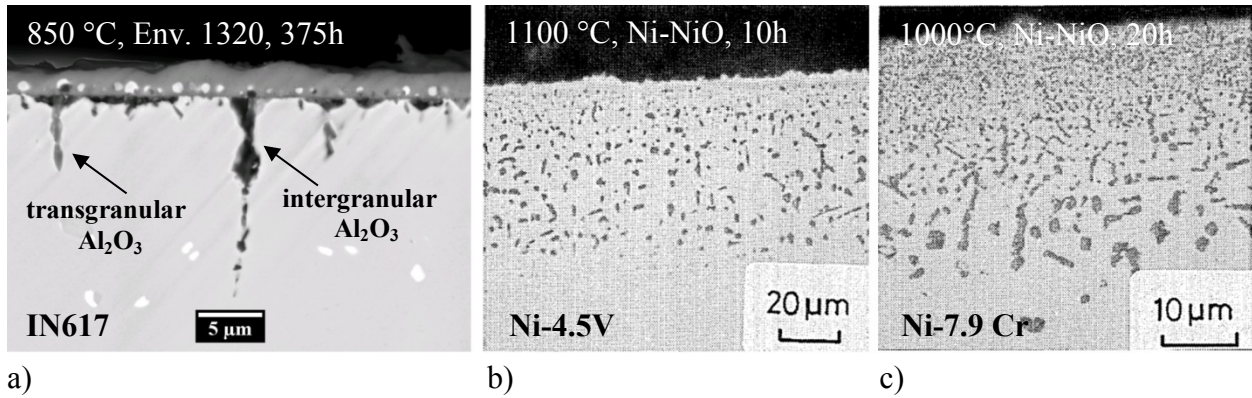 850 °C, Env. 1320, 375h
transgranular
Al₂O₃
intergranular
Al₂O₃
IN617
5 µm
a)
1100 °C, Ni-NiO, 10h
Ni-4.5V
20 µm
b)
1000°C, Ni-NiO, 20h
Ni-7.9 Cr
10 µm
c)